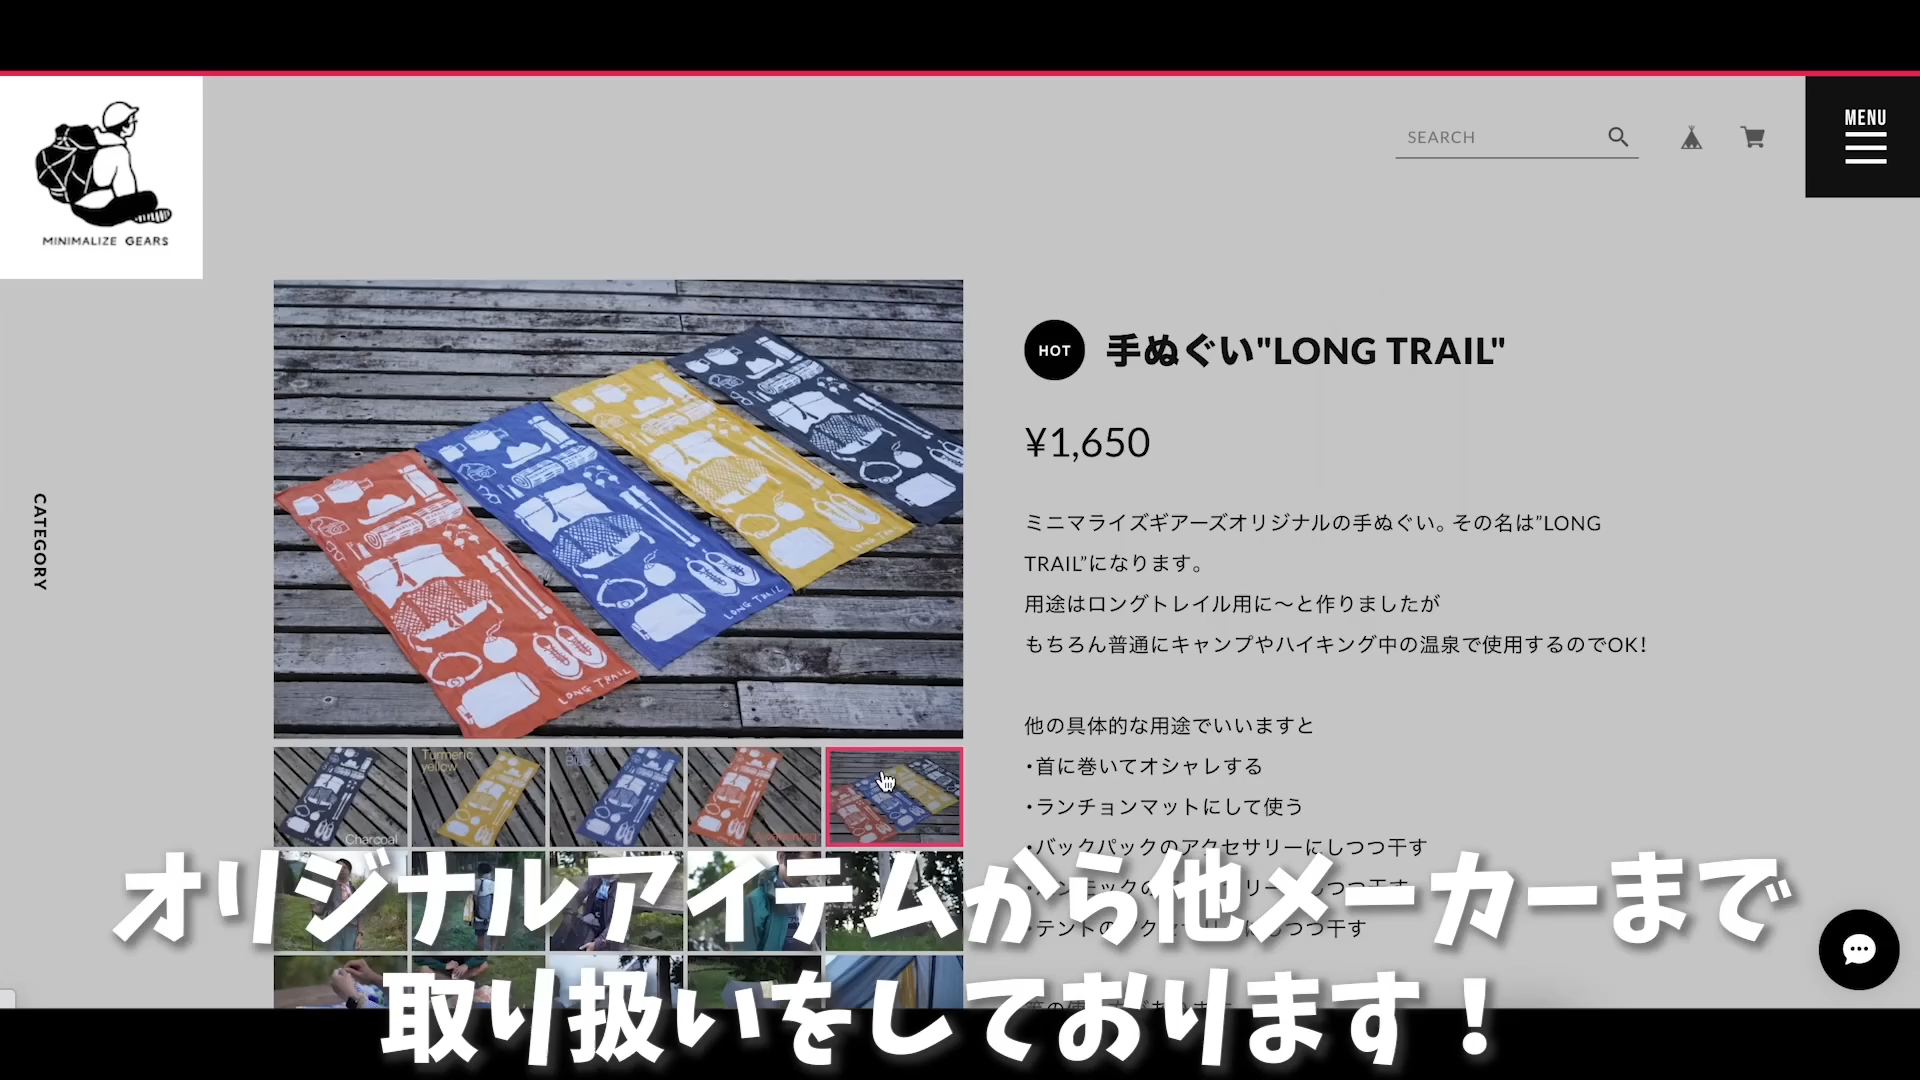 MENU
SEARCH
MINIMALIZE GEARS
CATEGORY
HOT
手ぬぐい"LONG TRAIL"
¥1,650
ミニマライズギアーズオリジナルの手ぬぐい。その名は”LONG
TRAIL”になります。
用途はロングトレイル用に〜と作りましたが
もちろん普通にキャンプやハイキング中の温泉で使用するのでOK!
他の具体的な用途でいいますと
・首に巻いてオシャレする
・ランチョンマットにして使う
・バックパックのアクセサリーにしつつ干す
LONG TRAIL
LONG TRAIL
LONG TRAIL
Turmeric
yellow
Blue
Charcoal
オリジナルアイテムから他メーカーまで
取り扱いをしております！